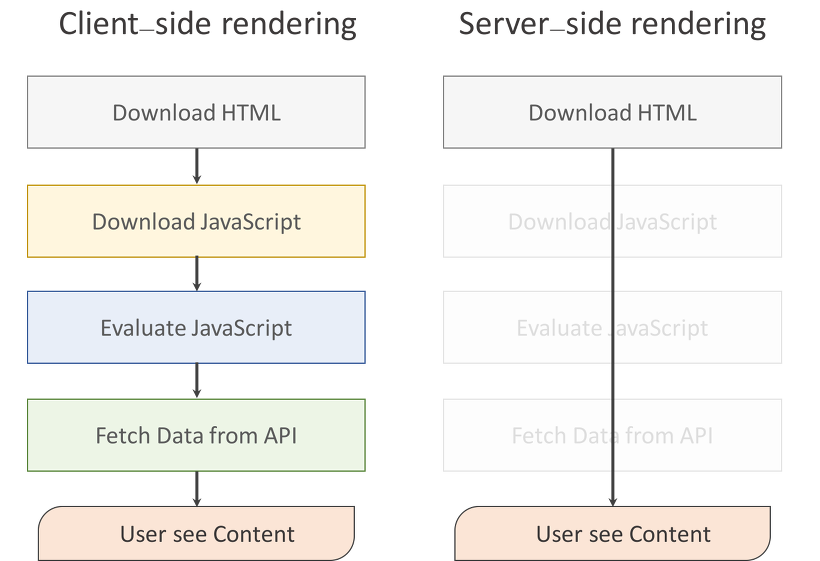 Client–side rendering
Download HTML
Download JavaScript
Evaluate JavaScript
Fetch Data from API
User see Content
Server–side rendering
Download HTML
Download JavaScript
Evaluate JavaScript
Fetch Data from API
User see Content